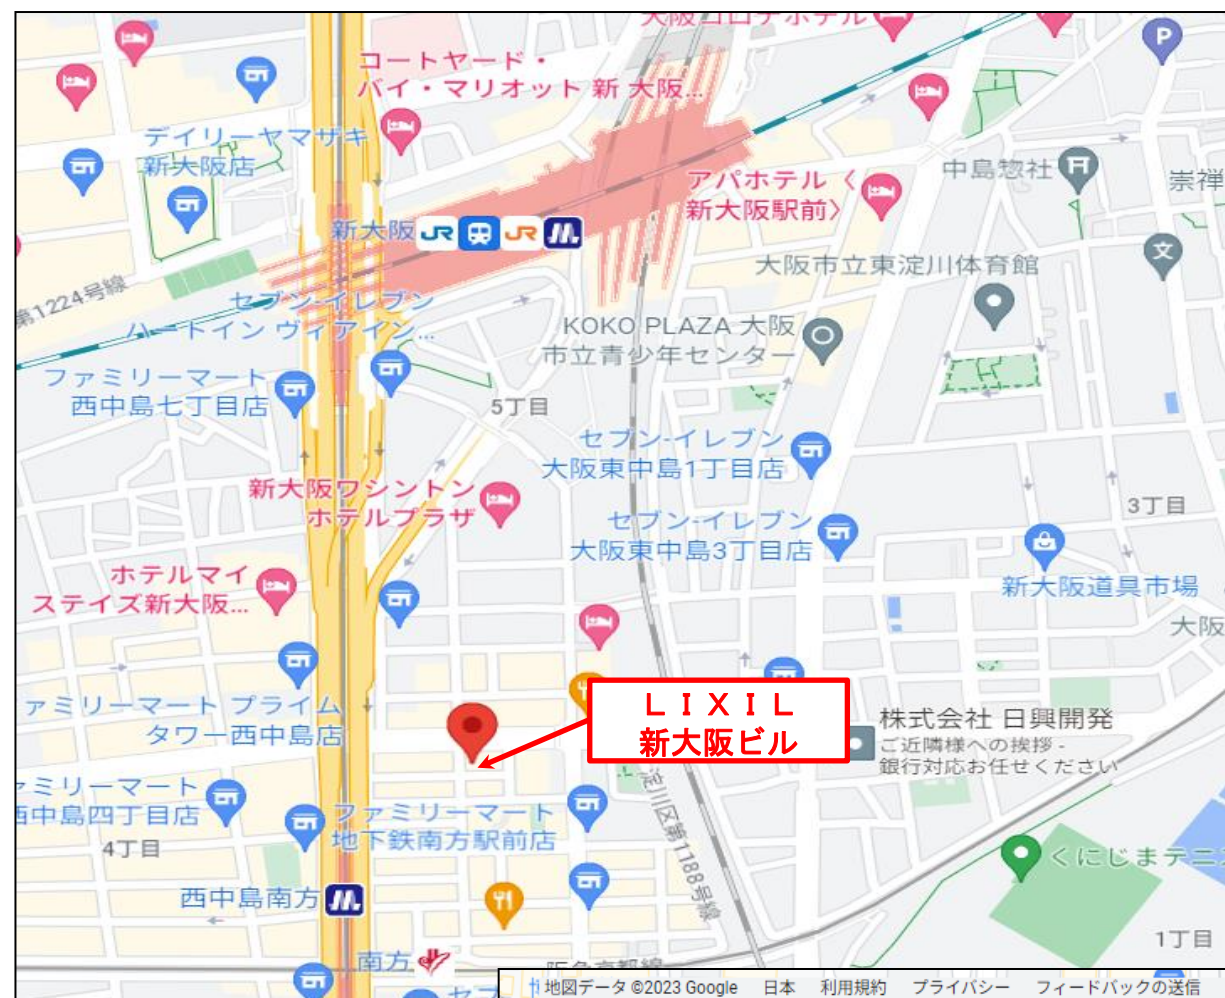 大阪コロナホテル
コートヤード・
バイ・マリオット 新 大阪...
P
デイリーヤマザキ
新大阪店
中島惣社
崇禅
アパホテル〈
新大阪駅前〉
新大阪 JR JR
第1224号線
大阪市立東淀川体育館
文
セブン-イレブン
ハートイン ヴィアイン...
KOKO PLAZA 大阪
市立青少年センター
ファミリーマート
西中島七丁目店
5丁目
セブン-イレブン
大阪東中島1丁目店
新大阪ワシントン
ホテルプラザ
3丁目
セブン-イレブン
大阪東中島3丁目店
ホテルマイ
ステイズ新大阪...
新大阪道具市場
大阪
ァミリーマート プライム
タワー西中島店
ＬＩＸＩＬ
新大阪ビル
株式会社 日興開発
ご近隣様への挨拶 -
銀行対応お任せください
ァミリーマート
西中島四丁目店
ファミリーマート
地下鉄南方駅前店
4丁目
淀川区第1188号線
くにじまテニ
西中島南方
1丁目
南方
阪急京都線
セブ
地図データ ©2023 Google 日本 利用規約 プライバシー フィードバックの送信